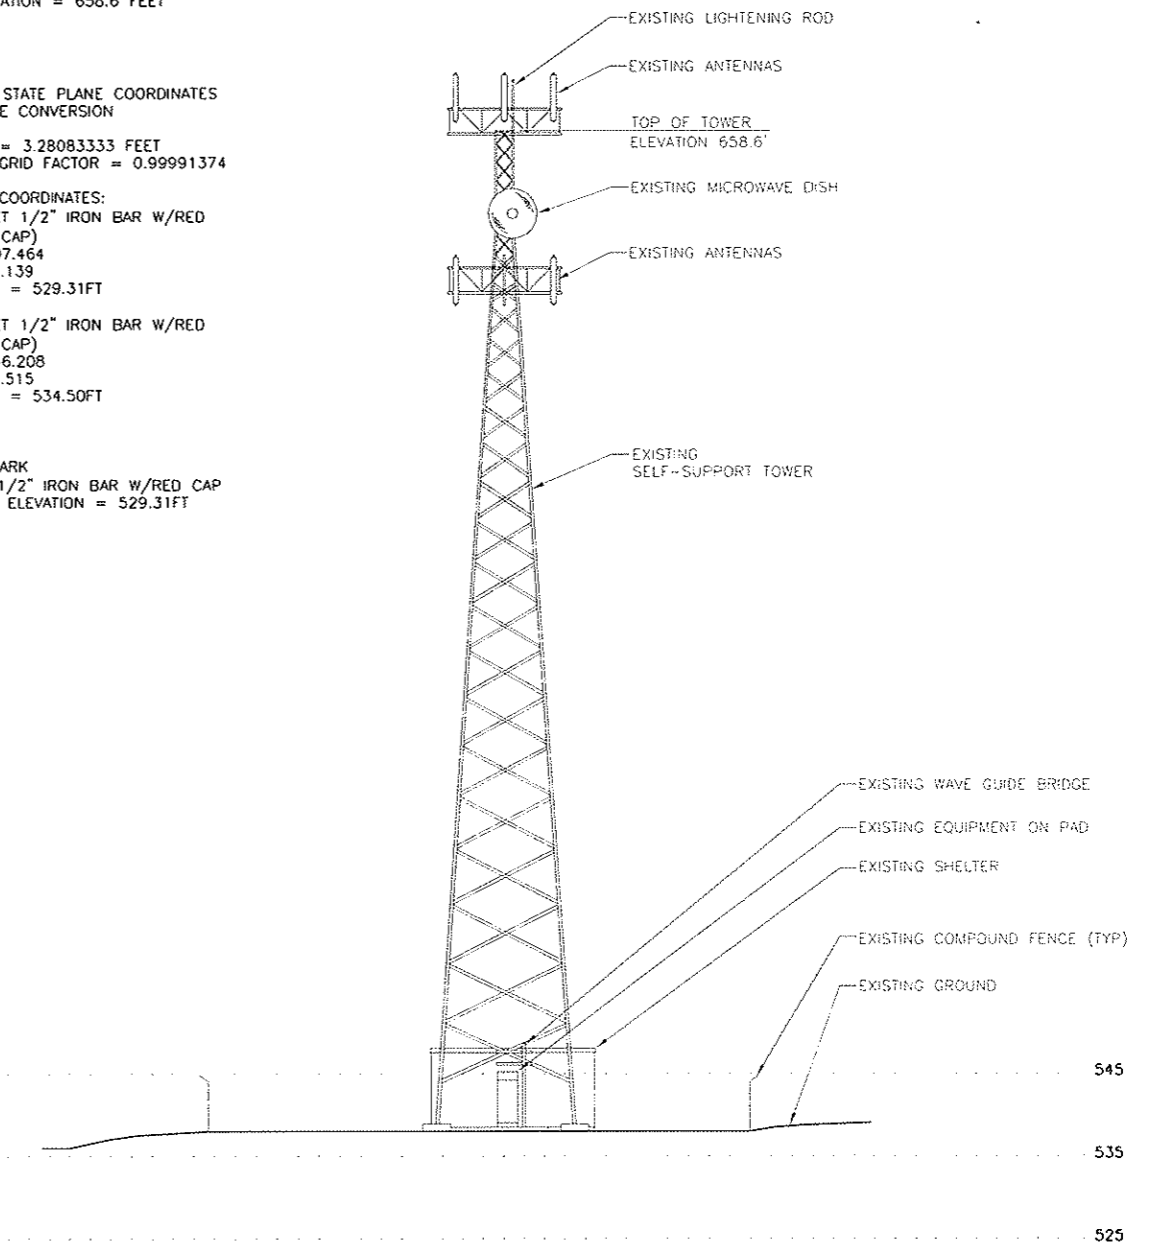 ATION = 658.6 FEET
STATE PLANE COORDINATES
E CONVERSION
= 3.28083333 FEET
GRID FACTOR = 0.99991374
COORDINATES:
T 1/2" IRON BAR W/RED
CAP)
7.464
.139
= 529.31FT
T 1/2" IRON BAR W/RED
CAP)
6.208
.515
= 534.50FT
ARK
1/2" IRON BAR W/RED CAP
ELEVATION = 529.31FT
EXISTING LIGHTENING ROD
EXISTING ANTENNAS
TOP OF TOWER
ELEVATION 658.6'
EXISTING MICROWAVE DISH
EXISTING ANTENNAS
EXISTING
SELF-SUPPORT TOWER
EXISTING WAVE GUIDE BRIDGE
EXISTING EQUIPMENT ON PAD
EXISTING SHELTER
EXISTING COMPOUND FENCE (TYP)
EXISTING GROUND
545
535
525